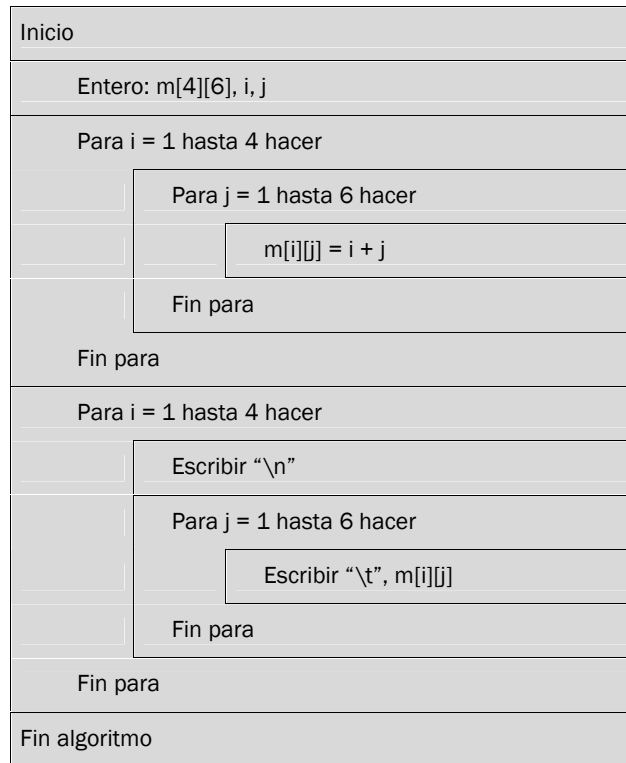 Inicio
Entero: m[4][6], i, j
Para i = 1 hasta 4 hacer
Para j = 1 hasta 6 hacer
m[i][j] = i + j
Fin para
Fin para
Para i = 1 hasta 4 hacer
Escribir “\n”
Para j = 1 hasta 6 hacer
Escribir “\t”, m[i][j]
Fin para
Fin para
Fin algoritmo